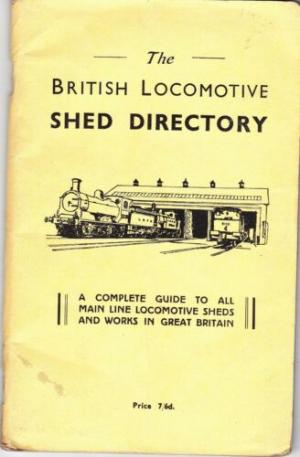 The
BRITISH LOCOMOTIVE
SHED DIRECTORY
A COMPLETE GUIDE TO ALL
MAIN LINE LOCOMOTIVE SHEDS
AND WORKS IN GREAT BRITAIN
Price 7/6d.